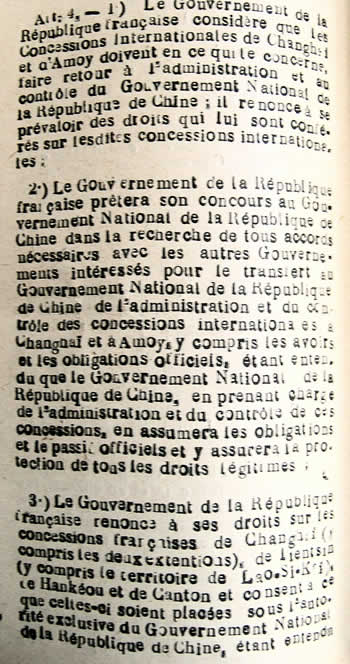 Art. 4, — 1·) Le Gouvernement de la
République française considère que les
Concessions Internationales de Changhai
et d'Amoy doivent en ce qui le concerne,
faire retour à l'administration et au
contrôle du Gouvernement National de
la République de Chine ; il renonce à se
prévaloir des droits qui lui sont confé-
rés sur lesdites concessions internationa-
les ;
2·) Le Gouvernement de la République
française prêtera son concours au Gou-
vernement National de la République de
Chine dans la recherche de tous accords
nécessaires avec les autres Gouverne-
ments intéressés pour le transfert au
Gouvernement National de la République
de Chine de l'administration et du con-
trôle des concessions internationales à
Changhai et à Amoy, y compris les avoirs
et les obligations officiels, étant enten-
du que le Gouvernement National de la
République de Chine, en prenant charge
de l'administration et du contrôle de ces
concessions, en assumera les obligations
et le passif officiels et y assurera la pro-
tection de tous les droits légitimes ;
3·) Le Gouvernement de la République
française renonce à ses droits sur les
concessions françaises de Changhai (y
compris les deux extentions), de Tientsin
(y compris le territoire de Lao-Si-Kai),
de Hankéou et de Canton et consent à ce
que celles-ci soient placées sous l'auto-
rité exclusive du Gouvernement National
de la République de Chine, étant entendu